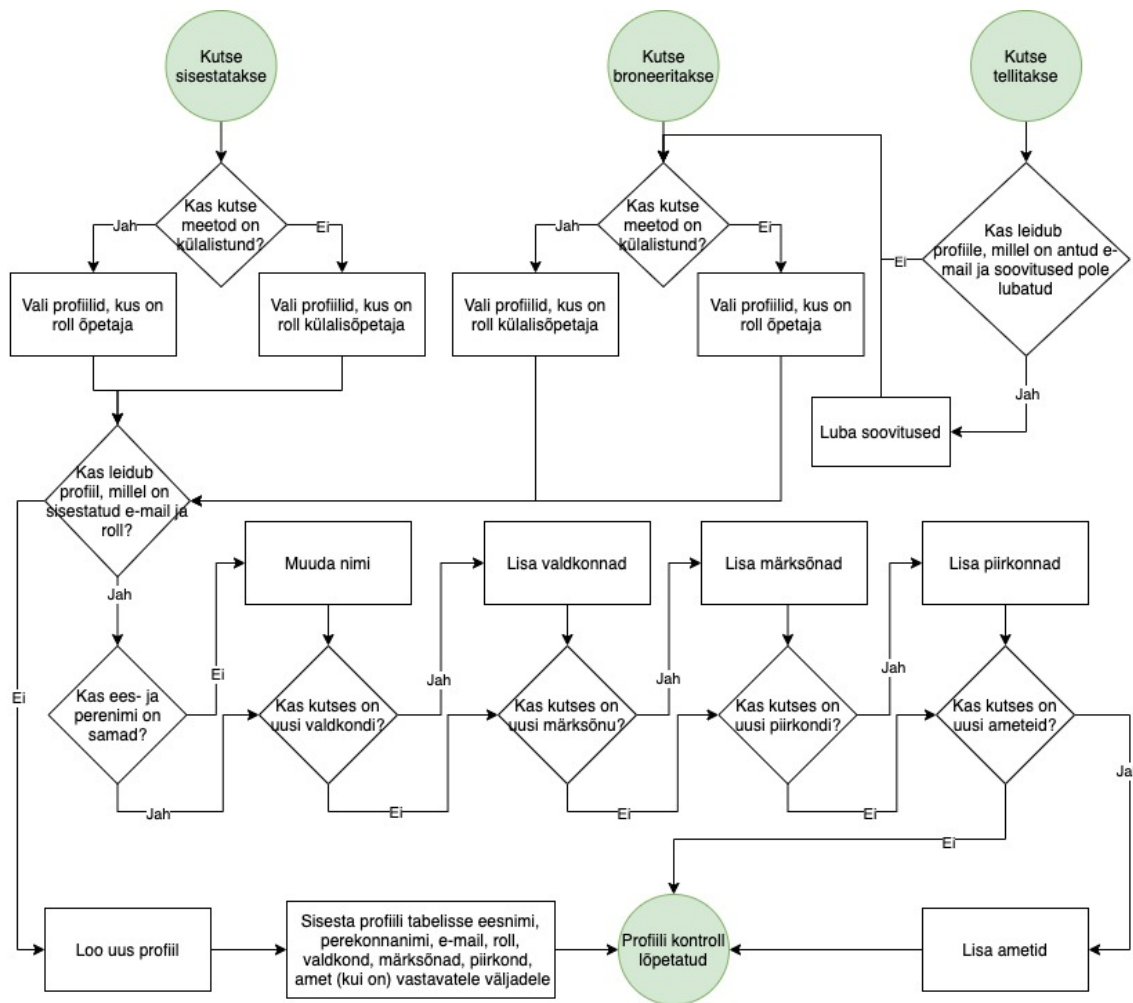 Kutse
sisestatakse
Kutse
broneeritakse
Kutse
tellitakse
Kas kutse
meetod on
külalistund?
Jah
Ei
Kas kutse
meetod on
külalistund?
Jah
Ei
Kas leidub
profiile, millel on antud e-
mail ja soovitused pole
lubatud
Ei
Jah
Vali profiilid, kus on
roll õpetaja
Vali profiilid, kus on
roll külalisõpetaja
Vali profiilid, kus on
roll külalisõpetaja
Vali profiilid, kus on
roll õpetaja
Luba soovitused
Kas leidub
profiil, millel on
sisestatud e-mail ja
roll?
Jah
Ei
Muuda nimi
Lisa valdkonnad
Lisa märksõnad
Lisa piirkonnad
Kas ees- ja
perenimi on
samad?
Ei
Jah
Kas kutses on
uusi valdkondi?
Jah
Ei
Kas kutses on
uusi märksõnu?
Jah
Ei
Kas kutses on
uusi piirkondi?
Jah
Ei
Kas kutses on
uusi ameteid?
Ja
Ei
Loo uus profiil
Sisesta profiili tabelisse eesnimi,
perekonnanimi, e-mail, roll,
valdkond, märksõnad, piirkond,
amet (kui on) vastavatele väljadele
Profiili kontroll
lõpetatud
Lisa ametid